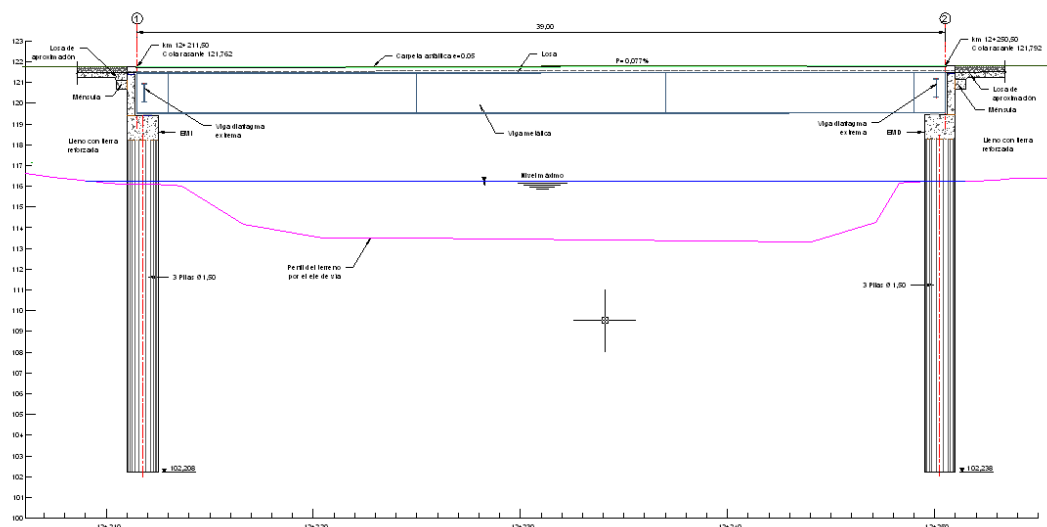 1
2
39,00
km 12+211,50
Cota rasante 121,762
km 12+250,50
Cota rasante 121,792
Losa de
aproximación
Carpeta asfáltica e=0.05
Losa
P= 0,077%
Ménsula
Losa de
aproximación
Ménsula
Viga diafragma
extrema
EMI
Viga metálica
Viga diafragma
extrema
EMD
Lleno con tierra
reforzada
Lleno con tierra
reforzada
Nivel máximo
Perfil del terreno
por el eje de vía
3 Pilas Ø 1,50
3 Pilas Ø 1,50
102,208
102,238
123
122
121
120
119
118
117
116
115
114
113
112
111
110
109
108
107
106
105
104
103
102
101
100